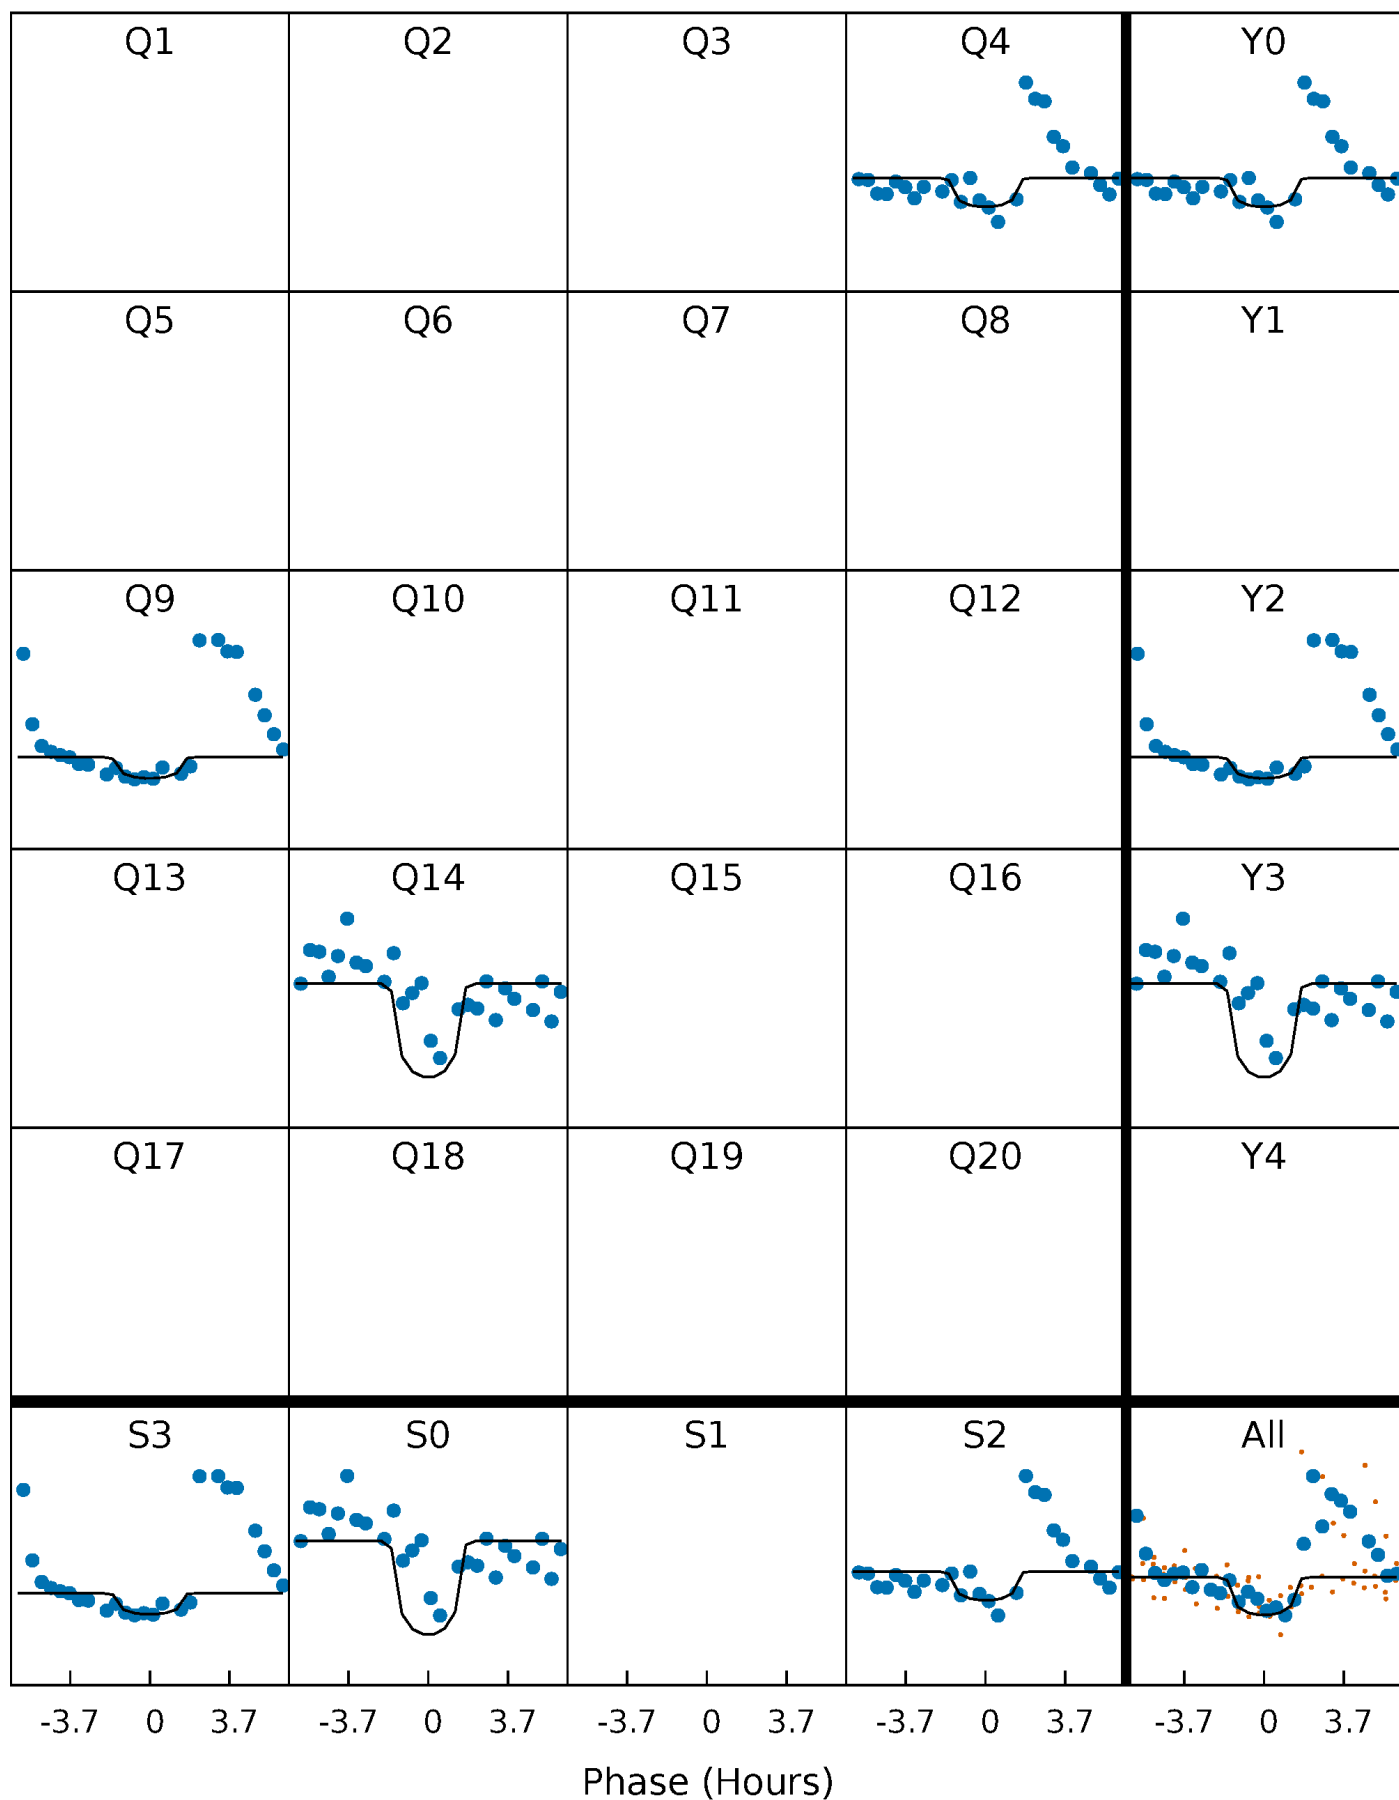 Q1 Q2 Q3 Q4 Y0
Q5 Q6 Q7 Q8 Y1
Q9 Q10 Q11 Q12 Y2
Q13 Q14 Q15 Q16 Y3
Q17 Q18 Q19 Q20 Y4
S3 S0 S1 S2 All
-3.7 0 3.7 -3.7 0 3.7 -3.7 0 3.7 -3.7 0 3.7 -3.7 0 3.7
Phase (Hours)